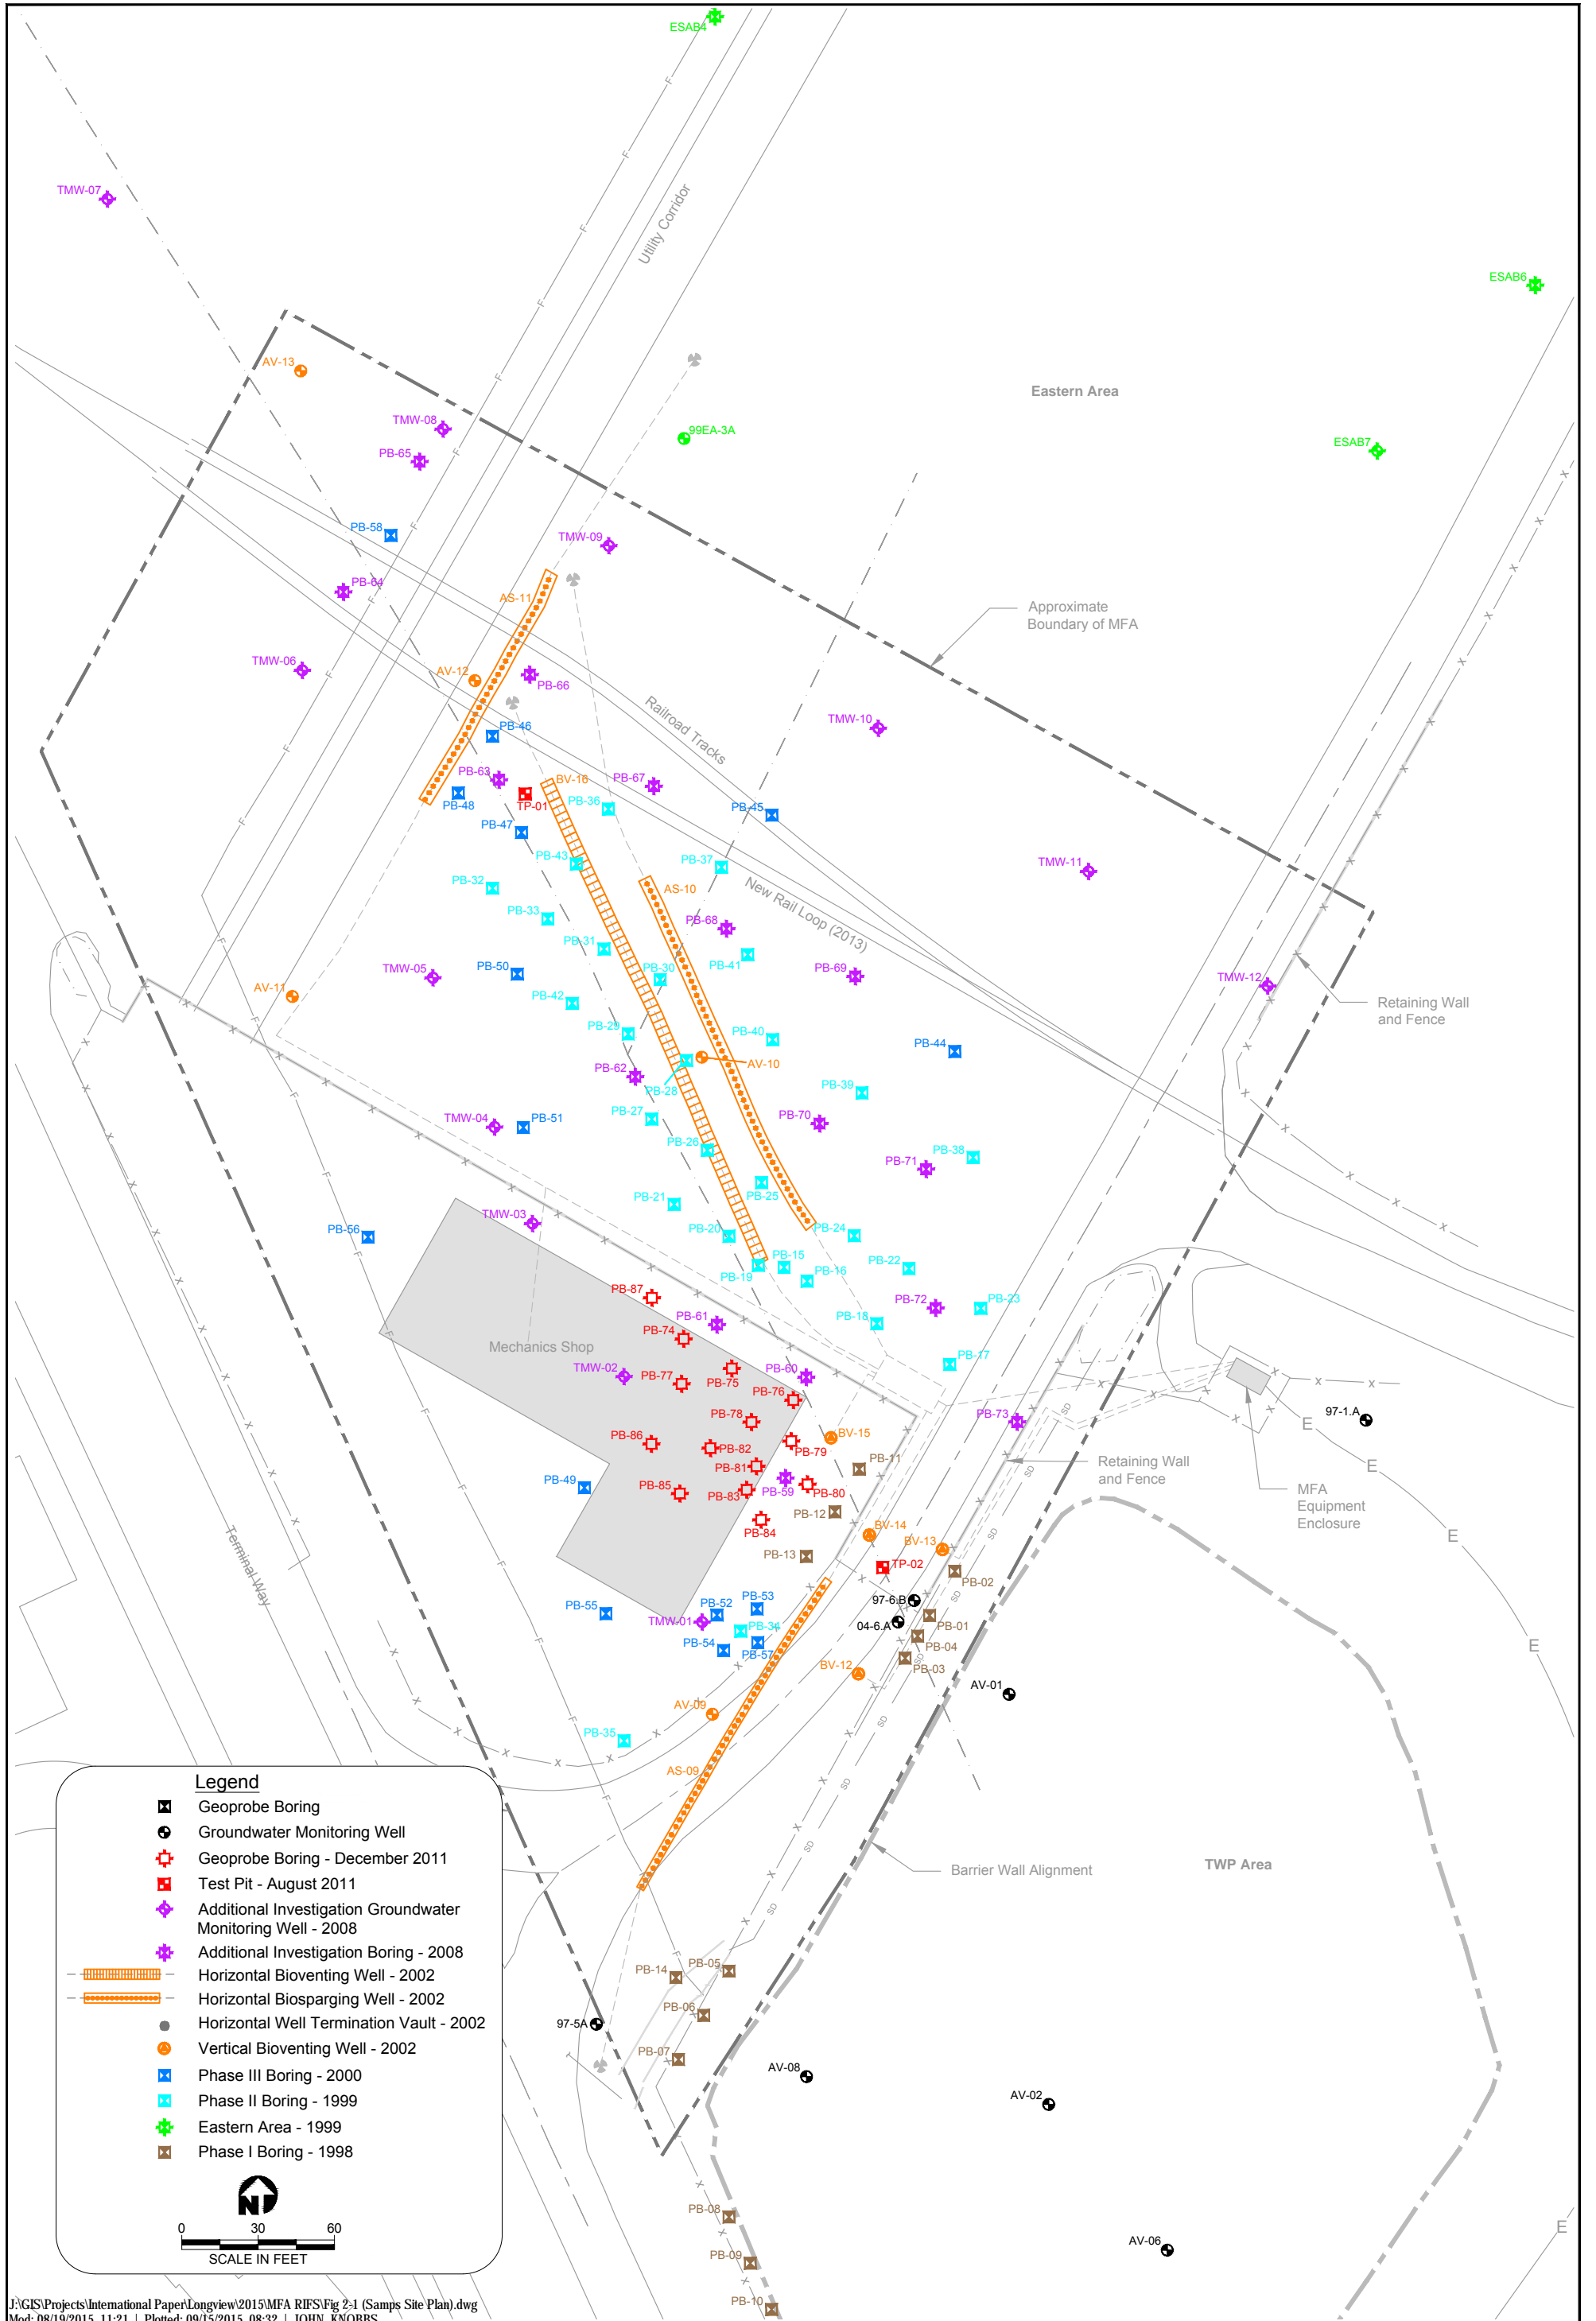 ESAB4
TMW-07
Utility Corridor
ESAB6
AV-13
Eastern Area
TMW-08
99EA-3A
ESAB7
PB-65
PB-58
TMW-09
PB-64
AS-11
Approximate
Boundary of MFA
TMW-06
AV-12
PB-66
Railroad Tracks
TMW-10
PB-46
PB-63
BV-16
PB-67
PB-48
TP-01
PB-36
PB-45
PB-47
PB-43
PB-37
TMW-11
PB-32
AS-10
New Rail Loop (2013)
PB-33
PB-68
PB-31
PB-41
TMW-05
PB-50
PB-30
PB-69
TMW-12
AV-11
PB-42
Retaining Wall
and Fence
PB-29
PB-40
PB-44
AV-10
PB-62
PB-28
PB-39
PB-27
TMW-04
PB-51
PB-70
PB-26
PB-38
PB-71
PB-21
PB-25
TMW-03
PB-56
PB-20
PB-24
PB-15
PB-22
PB-19
PB-16
PB-87
PB-72
PB-23
PB-61
PB-18
PB-74
Mechanics Shop
PB-17
TMW-02
PB-77
PB-75
PB-60
PB-76
PB-78
PB-73
97-1.A
BV-15
PB-86
PB-82
PB-79
PB-11
PB-81
Retaining Wall
and Fence
PB-49
PB-85
PB-83
PB-59
PB-80
MFA
Equipment
Enclosure
PB-12
PB-84
BV-14
BV-13
PB-13
TP-02
PB-02
Terminal Way
97-6.B
PB-55
PB-52
PB-53
PB-01
TMW-01
PB-34
04-6.A
PB-04
PB-54
PB-57
PB-03
BV-12
AV-01
AV-09
PB-35
AS-09
Barrier Wall Alignment
TWP Area
PB-14
PB-05
PB-06
97-5A
PB-07
AV-08
AV-02
PB-08
AV-06
PB-09
PB-10
Legend
Geoprobe Boring
Groundwater Monitoring Well
Geoprobe Boring - December 2011
Test Pit - August 2011
Additional Investigation Groundwater
Monitoring Well - 2008
Additional Investigation Boring - 2008
Horizontal Bioventing Well - 2002
Horizontal Biosparging Well - 2002
Horizontal Well Termination Vault - 2002
Vertical Bioventing Well - 2002
Phase III Boring - 2000
Phase II Boring - 1999
Eastern Area - 1999
Phase I Boring - 1998
N
0 30 60
SCALE IN FEET
J:\GIS\Projects\International Paper\Longview\2015\MFA RIFS\Fig 2-1 (Samps Site Plan).dwg
Mod: 08/19/2015, 11:21 | Plotted: 09/15/2015, 08:32 | JOHN_KNOBBS